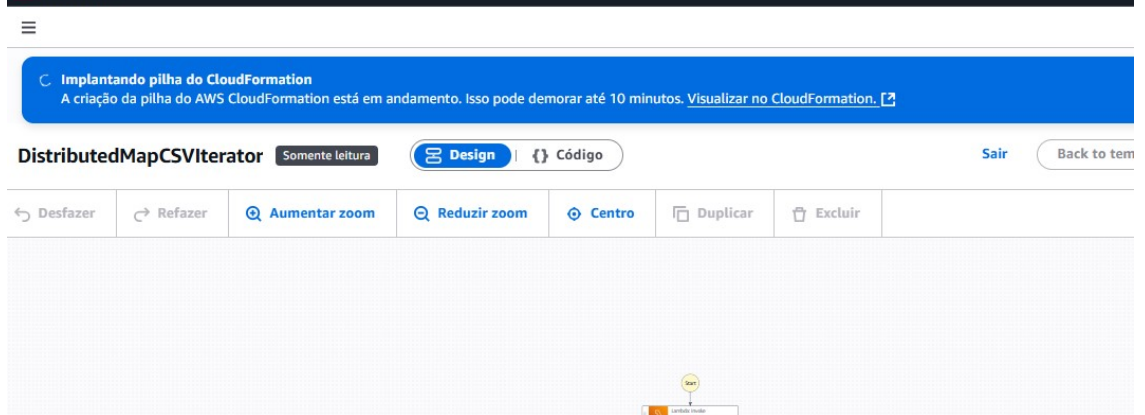 Implantando pilha do CloudFormation
A criação da pilha do AWS CloudFormation está em andamento. Isso pode demorar até 10 minutos. Visualizar no CloudFormation.
DistributedMapCSVIterator Somente leitura Design {} Código Sair Back to tem
Desfazer Refazer Aumentar zoom Reduzir zoom Centro Duplicar Excluir
Start
Lambda Invoke